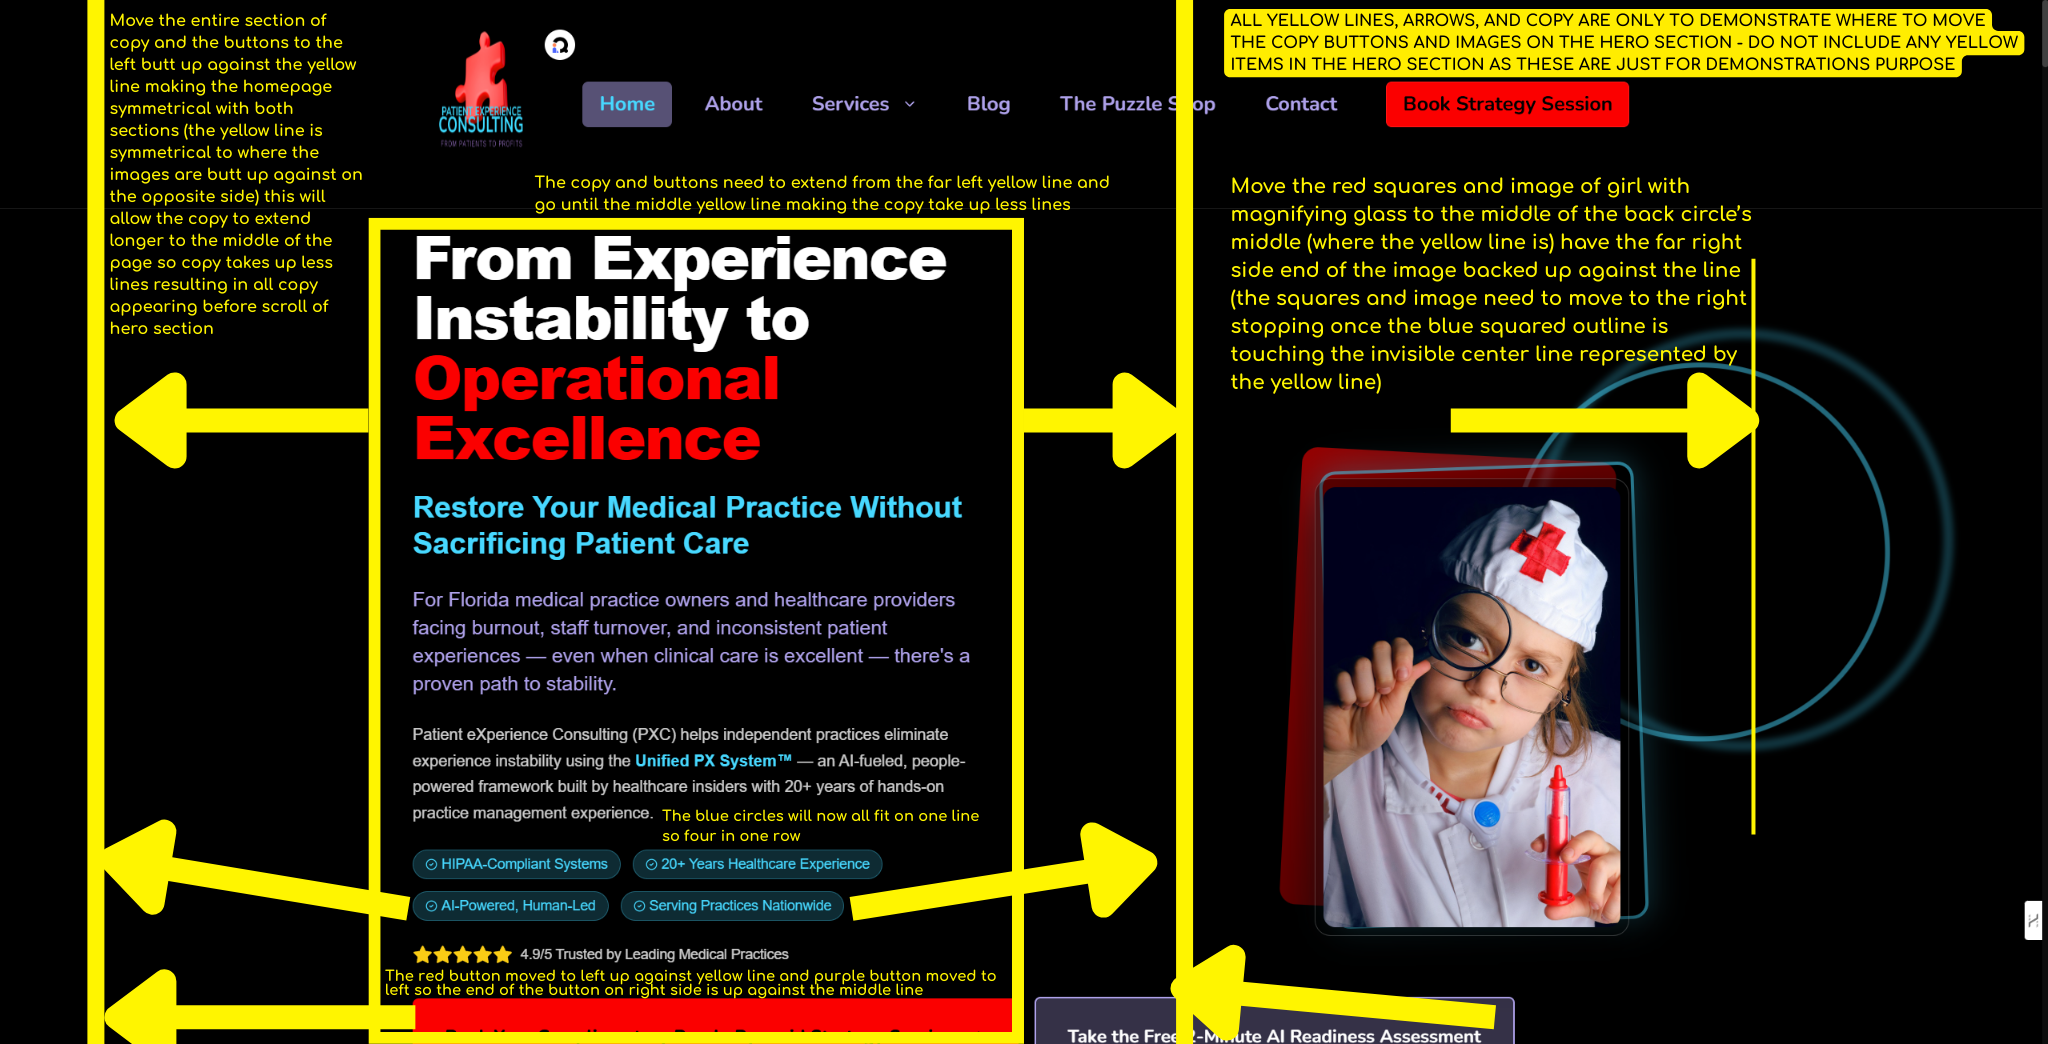 Move the entire section of
copy and the buttons to the
left butt up against the yellow
line making the homepage
symmetrical with both
sections (the yellow line is
symmetrical to where the
images are butt up against on
the opposite side) this will
allow the copy to extend
longer to the middle of the
page so copy takes up less
lines resulting in all copy
appearing before scroll of
hero section
ALL YELLOW LINES, ARROWS, AND COPY ARE ONLY TO DEMONSTRATE WHERE TO MOVE
THE COPY BUTTONS AND IMAGES ON THE HERO SECTION - DO NOT INCLUDE ANY YELLOW
ITEMS IN THE HERO SECTION AS THESE ARE JUST FOR DEMONSTRATIONS PURPOSE
PATIENT EXPERIENCE
CONSULTING
FROM PATIENTS TO PROFITS
Home About Services Blog The Puzzle Shop Contact Book Strategy Session
The copy and buttons need to extend from the far left yellow line and
go until the middle yellow line making the copy take up less lines
Move the red squares and image of girl with
magnifying glass to the middle of the back circle's
middle (where the yellow line is) have the far right
side end of the image backed up against the line
(the squares and image need to move to the right
stopping once the blue squared outline is
touching the invisible center line represented by
the yellow line)
From Experience
Instability to
Operational
Excellence
Restore Your Medical Practice Without
Sacrificing Patient Care
For Florida medical practice owners and healthcare providers
facing burnout, staff turnover, and inconsistent patient
experiences — even when clinical care is excellent — there's a
proven path to stability.
Patient eXperience Consulting (PXC) helps independent practices eliminate
experience instability using the Unified PX System™ — an AI-fueled, people-
powered framework built by healthcare insiders with 20+ years of hands-on
practice management experience.
The blue circles will now all fit on one line
so four in one row
HIPAA-Compliant Systems 20+ Years Healthcare Experience
AI-Powered, Human-Led Serving Practices Nationwide
4.9/5 Trusted by Leading Medical Practices
The red button moved to left up against yellow line and purple button moved to
left so the end of the button on right side is up against the middle line
Take the Free 2-Minute AI Readiness Assessment